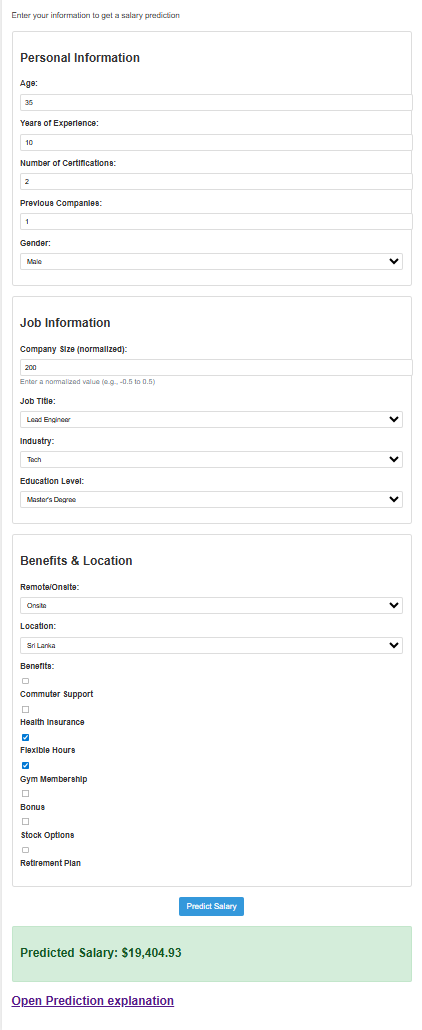 Enter your information to get a salary prediction
Personal Information
Age:
35
Years of Experience:
10
Number of Certifications:
2
Previous Companies:
1
Gender:
Male
Job Information
Company Size (normalized):
200
Enter a normalized value (e.g., -0.5 to 0.5)
Job Title:
Lead Engineer
Industry:
Tech
Education Level:
Master's Degree
Benefits & Location
Remote/Onsite:
Onsite
Location:
Sri Lanka
Benefits:
Commuter Support
Health Insurance
Flexible Hours
Gym Membership
Bonus
Stock Options
Retirement Plan
Predict Salary
Predicted Salary: $19,404.93
Open Prediction explanation